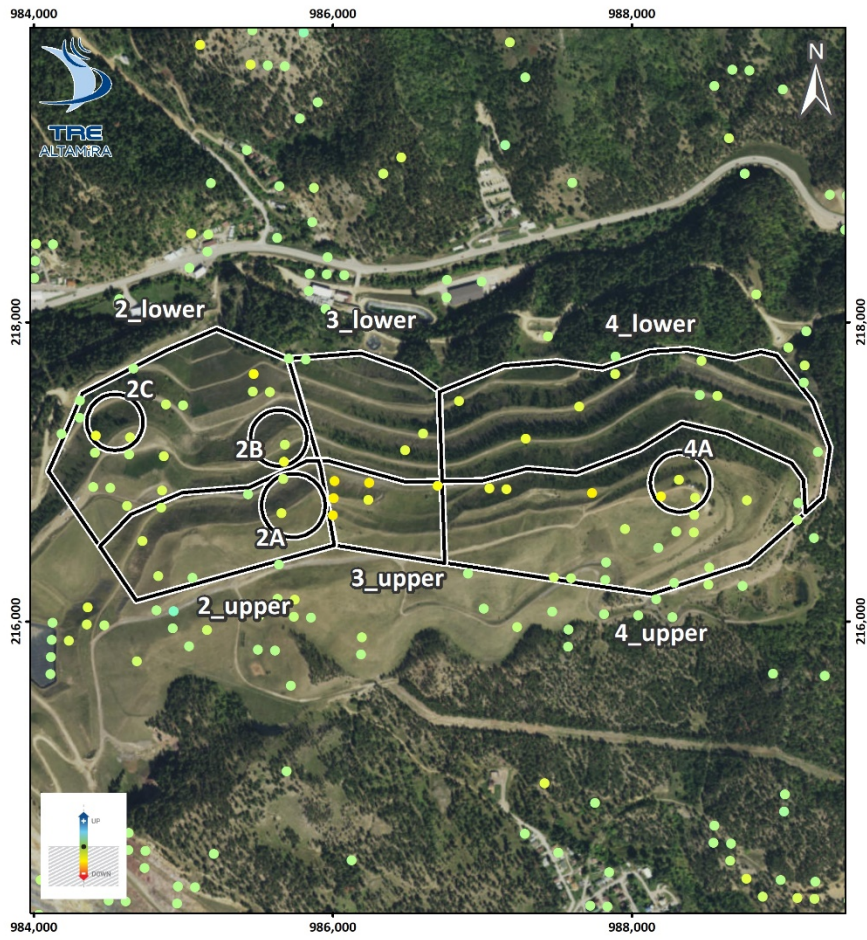 984,000
986,000
988,000
TRE
ALTAMIRA
N
218,000
218,000
2_lower
3_lower
4_lower
2C
2B
4A
2A
2_upper
3_upper
4_upper
216,000
216,000
UP
DOWN
984,000
986,000
988,000